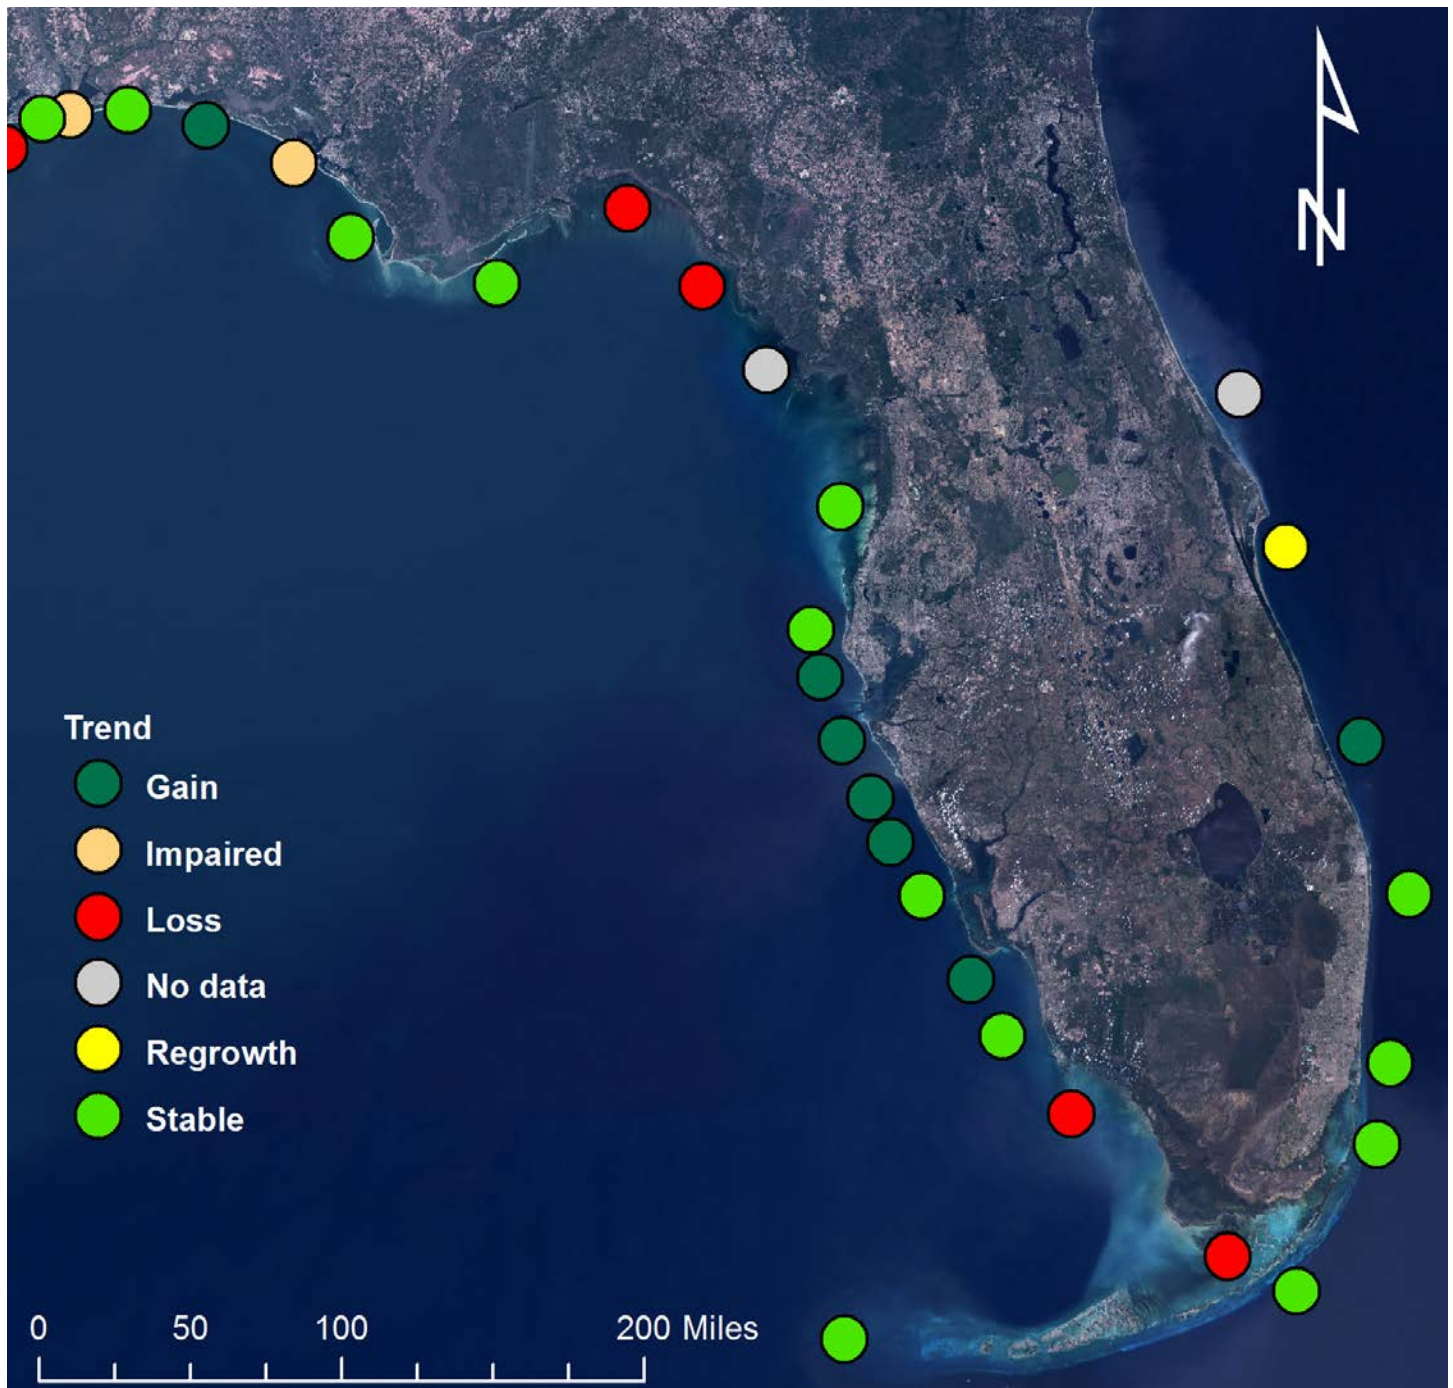 N
Trend
Gain
Impaired
Loss
No data
Regrowth
Stable
0 50 100 200 Miles